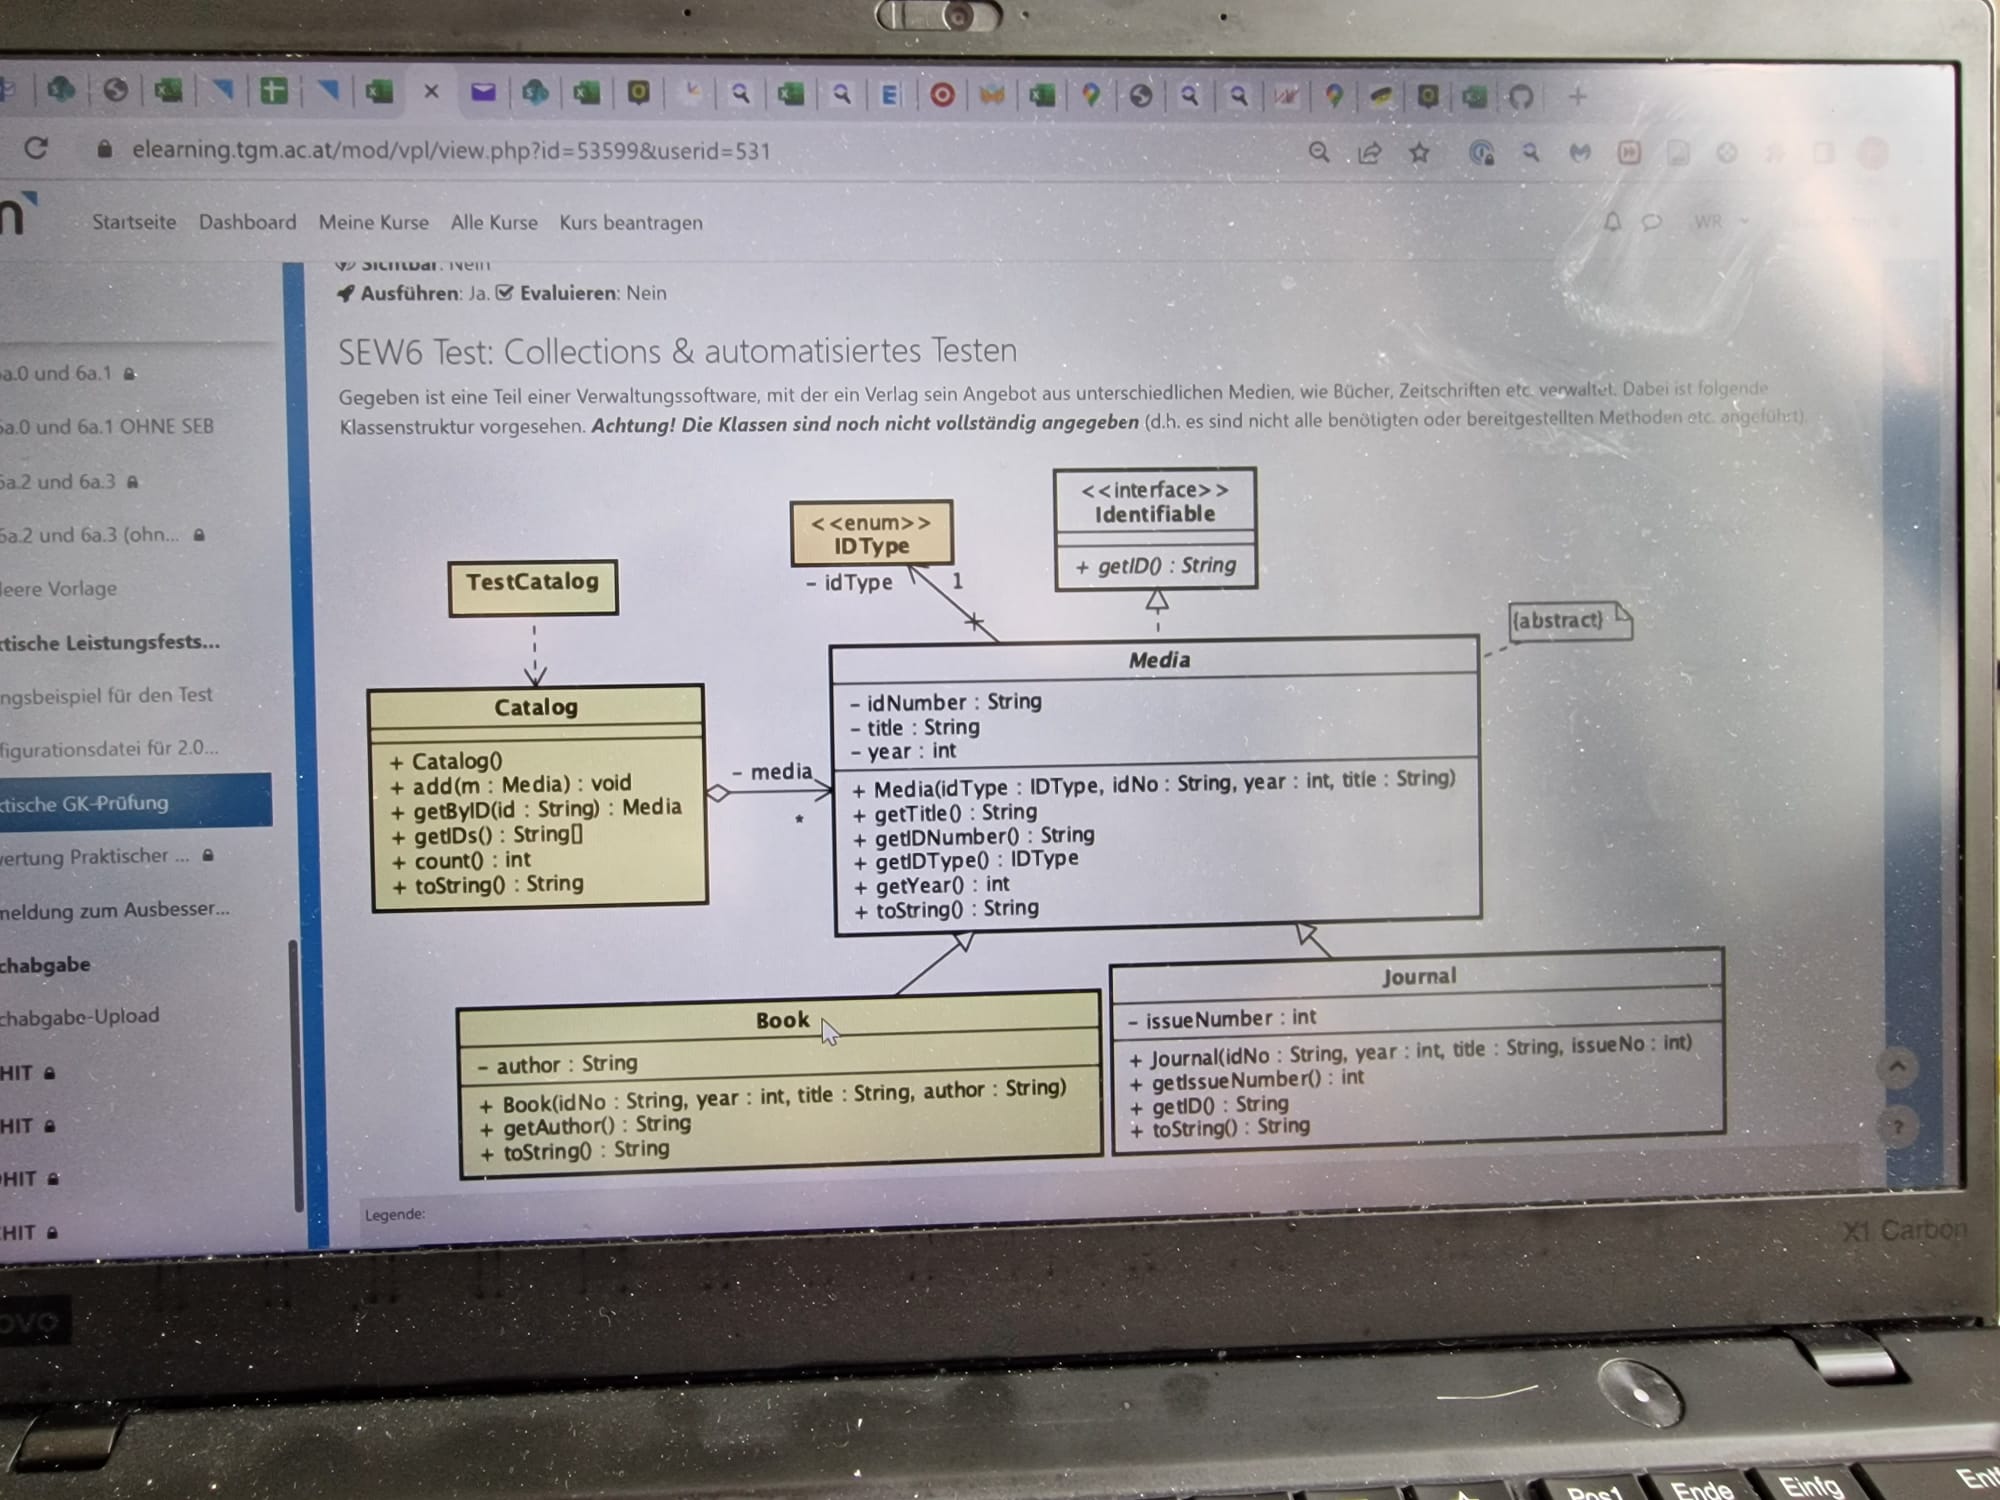 elearning.tgm.ac.at/mod/vpl/view.php?id=53599&userid=531
Startseite Dashboard Meine Kurse Alle Kurse Kurs beantragen
WR
Sichtbar: Nein
Ausführen: Ja. Evaluieren: Nein
SEW6 Test: Collections & automatisiertes Testen
Gegeben ist eine Teil einer Verwaltungssoftware, mit der ein Verlag sein Angebot aus unterschiedlichen Medien, wie Bücher, Zeitschriften etc. verwaltet. Dabei ist folgende
Klassenstruktur vorgesehen. Achtung! Die Klassen sind noch nicht vollständig angegeben (d.h. es sind nicht alle benötigten oder bereitgestellten Methoden etc. angeführt).
a.0 und 6a.1
6a.0 und 6a.1 OHNE SEB
6a.2 und 6a.3
6a.2 und 6a.3 (ohn...
leere Vorlage
ktische Leistungsfests...
ngsbeispiel für den Test
figurationsdatei für 2.0...
ktische GK-Prüfung
wertung Praktischer ...
meldung zum Ausbesser...
chabgabe
chabgabe-Upload
HIT
HIT
HIT
HIT
<<enum>>
IDType
- idType
1
<<interface>>
Identifiable
+ getID() : String
TestCatalog
{abstract}
Catalog
+ Catalog()
+ add(m : Media) : void
+ getByID(id : String) : Media
+ getIDs() : String[]
+ count() : int
+ toString() : String
- media
*
Media
- idNumber : String
- title : String
- year : int
+ Media(idType : IDType, idNo : String, year : int, title : String)
+ getTitle() : String
+ getIDNumber() : String
+ getIDType() : IDType
+ getYear() : int
+ toString() : String
Book
- author : String
+ Book(idNo : String, year : int, title : String, author : String)
+ getAuthor() : String
+ toString() : String
Journal
- issueNumber : int
+ Journal(idNo : String, year : int, title : String, issueNo : int)
+ getIssueNumber() : int
+ getID() : String
+ toString() : String
Legende:
X1 Carbon
ovo
Pos1
Ende
Einfg
Entf